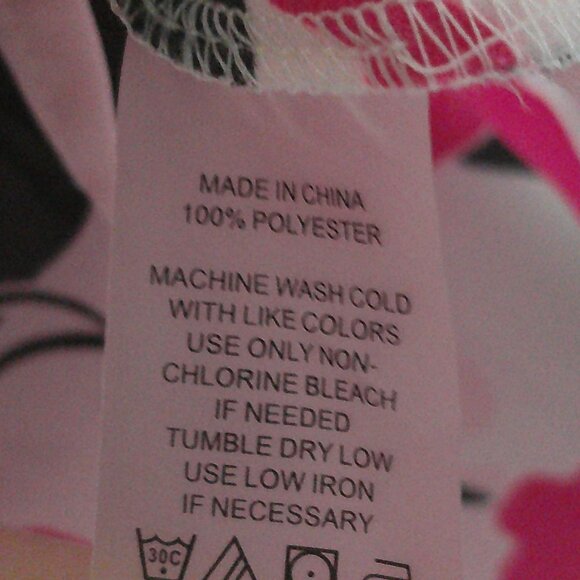 MADE IN CHINA
100% POLYESTER
MACHINE WASH COLD
WITH LIKE COLORS
USE ONLY NON-
CHLORINE BLEACH
IF NEEDED
TUMBLE DRY LOW
USE LOW IRON
IF NECESSARY
30C